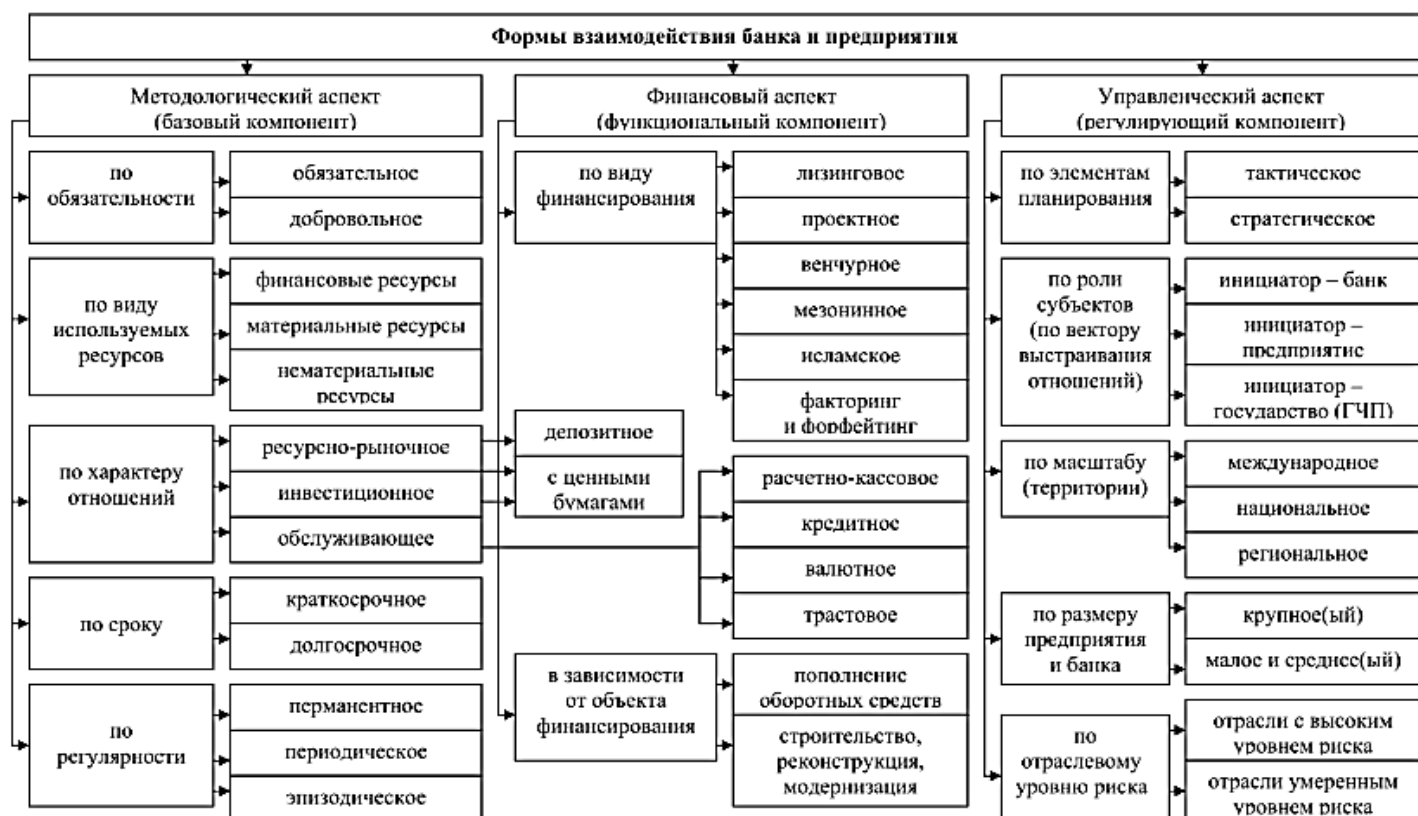 Формы взаимодействия банка и предприятия
Методологический аспект
(базовый компонент)
по
обязательности
обязательное
добровольное
по виду
используемых
ресурсов
финансовые ресурсы
материальные ресурсы
нематериальные
ресурсы
по характеру
отношений
ресурсно-рыночное
инвестиционное
обслуживающее
по сроку
краткосрочное
долгосрочное
по
регулярности
перманентное
периодическое
эпизодическое
Финансовый аспект
(функциональный компонент)
по виду
финансирования
лизинговое
проектное
венчурное
мезонинное
исламское
факторинг
и форфейтинг
депозитное
с ценными
бумагами
расчетно-кассовое
кредитное
валютное
трастовое
в зависимости
от объекта
финансирования
пополнение
оборотных средств
строительство,
реконструкция,
модернизация
Управленческий аспект
(регулирующий компонент)
по элементам
планирования
тактическое
стратегическое
по роли
субъектов
(по вектору
выстраивания
отношений)
инициатор – банк
инициатор –
предприятие
инициатор –
государство (ГЧП)
по масштабу
(территории)
международное
национальное
региональное
по размеру
предприятия
и банка
крупное(ый)
малое и среднее(ый)
по
отраслевому
уровню риска
отрасли с высоким
уровнем риска
отрасли умеренным
уровнем риска